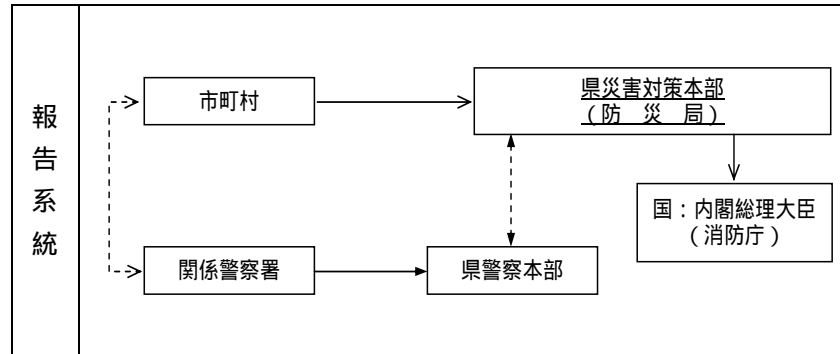 報告系統
市町村
県災害対策本部
（防　災　局）
国：内閣総理大臣
（消防庁）
関係警察署
県警察本部